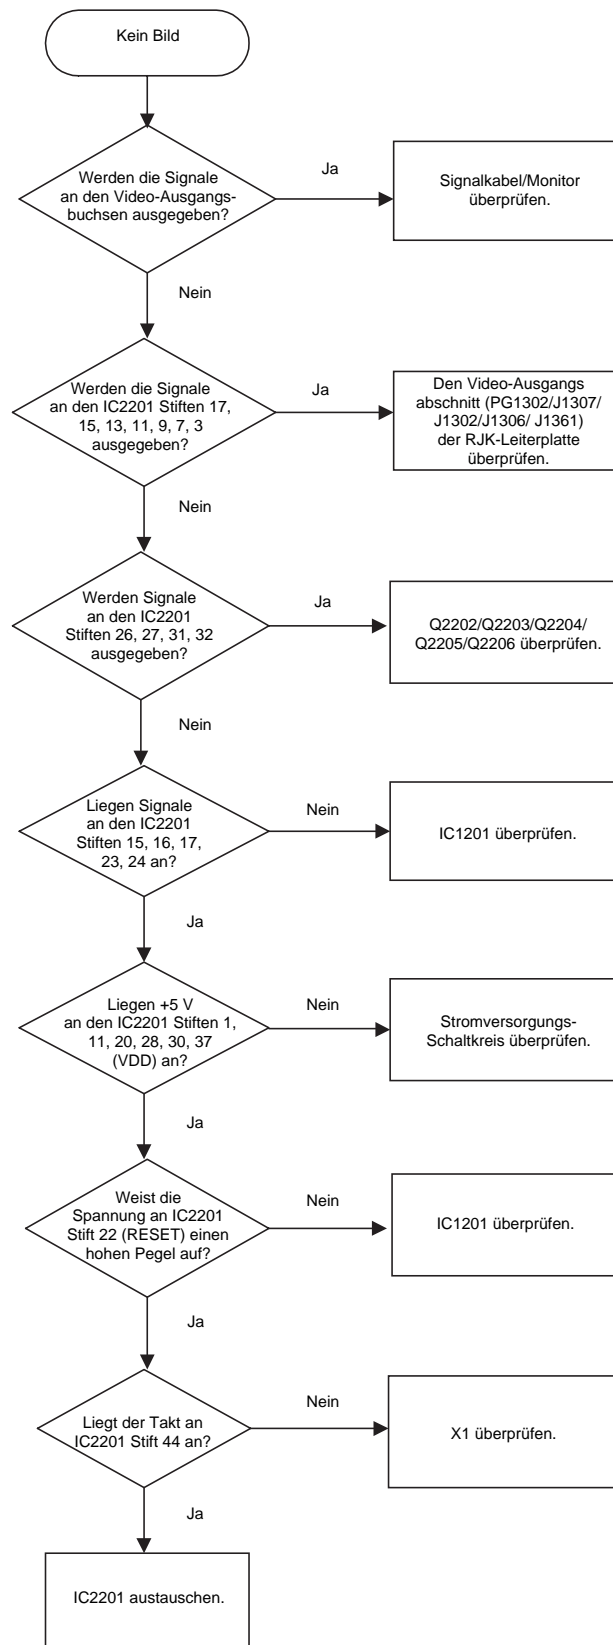 Kein Bild
Werden die Signale
an den Video-Ausgangs-
buchsen ausgegeben?
Ja
Signalkabel/Monitor
überprüfen.
Nein
Werden die Signale
an den IC2201 Stiften 17,
15, 13, 11, 9, 7, 3
ausgegeben?
Ja
Den Video-Ausgangs
abschnitt (PG1302/J1307/
J1302/J1306/ J1361)
der RJK-Leiterplatte
überprüfen.
Nein
Werden Signale
an den IC2201
Stiften 26, 27, 31, 32
ausgegeben?
Ja
Q2202/Q2203/Q2204/
Q2205/Q2206 überprüfen.
Nein
Liegen Signale
an den IC2201
Stiften 15, 16, 17,
23, 24 an?
Nein
IC1201 überprüfen.
Ja
Liegen +5 V
an den IC2201 Stiften 1,
11, 20, 28, 30, 37
(VDD) an?
Nein
Stromversorgungs-
Schaltkreis überprüfen.
Ja
Weist die
Spannung an IC2201
Stift 22 (RESET) einen
hohen Pegel auf?
Nein
IC1201 überprüfen.
Ja
Liegt der Takt an
IC2201 Stift 44 an?
Nein
X1 überprüfen.
Ja
IC2201 austauschen.